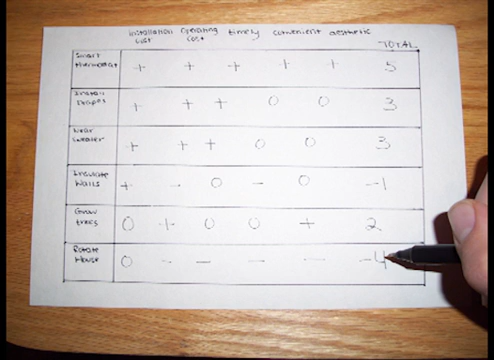 Installation Operating timely convenient aesthetic
cost cost
TOTAL
Smart
thermostat + + + + + 5
Install
drapes + + + 0 0 3
Wear
sweater + + + 0 0 3
Insulate
Walls + - 0 - 0 -1
Grow
trees 0 + 0 0 + 2
Rotate
House 0 - - - - -4